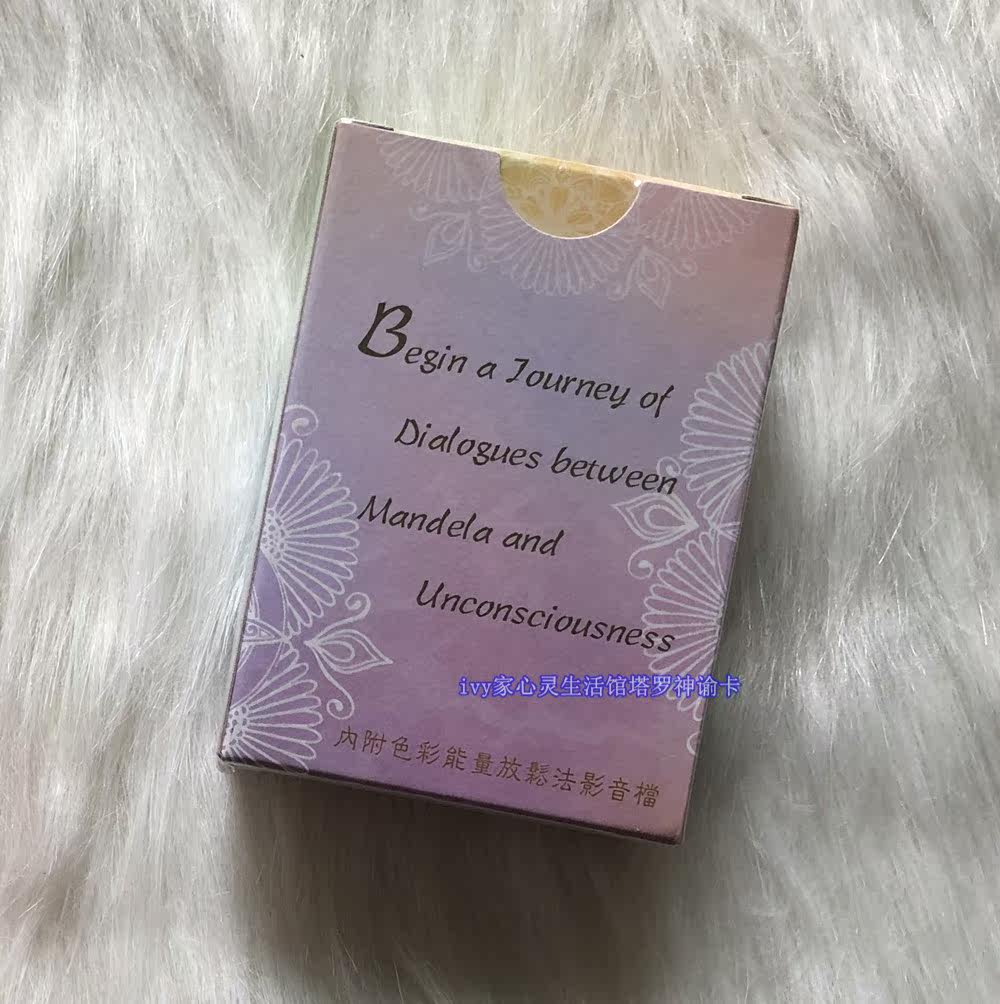 Begin a Journey of
Dialogues between
Mandela and
Unconsciousness
ivy家心灵生活馆塔罗神谕卡
內附色彩能量放鬆法影音檔